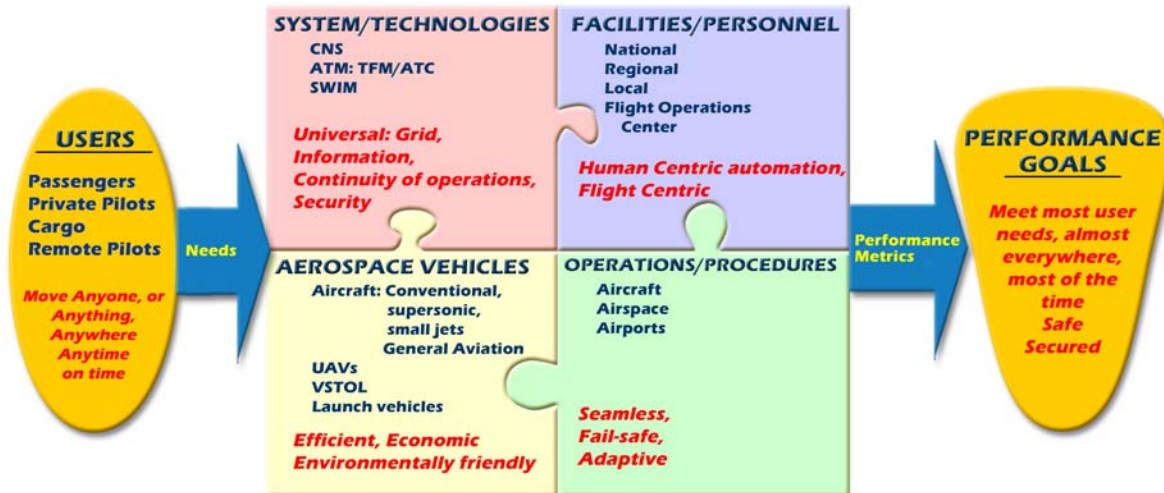 USERS
Passengers
Private Pilots
Cargo
Remote Pilots
Move Anyone, or
Anything,
Anywhere
Anytime
on time
Needs
SYSTEM/TECHNOLOGIES
CNS
ATM: TFM/ATC
SWIM
Universal: Grid,
Information,
Continuity of operations,
Security
FACILITIES/PERSONNEL
National
Regional
Local
Flight Operations
Center
Human Centric automation,
Flight Centric
AEROSPACE VEHICLES
Aircraft: Conventional,
supersonic,
small jets
General Aviation
UAVs
VSTOL
Launch vehicles
Efficient, Economic
Environmentally friendly
OPERATIONS/PROCEDURES
Aircraft
Airspace
Airports
Seamless,
Fail-safe,
Adaptive
Performance
Metrics
PERFORMANCE
GOALS
Meet most user
needs, almost
everywhere,
most of the
time
Safe
Secured